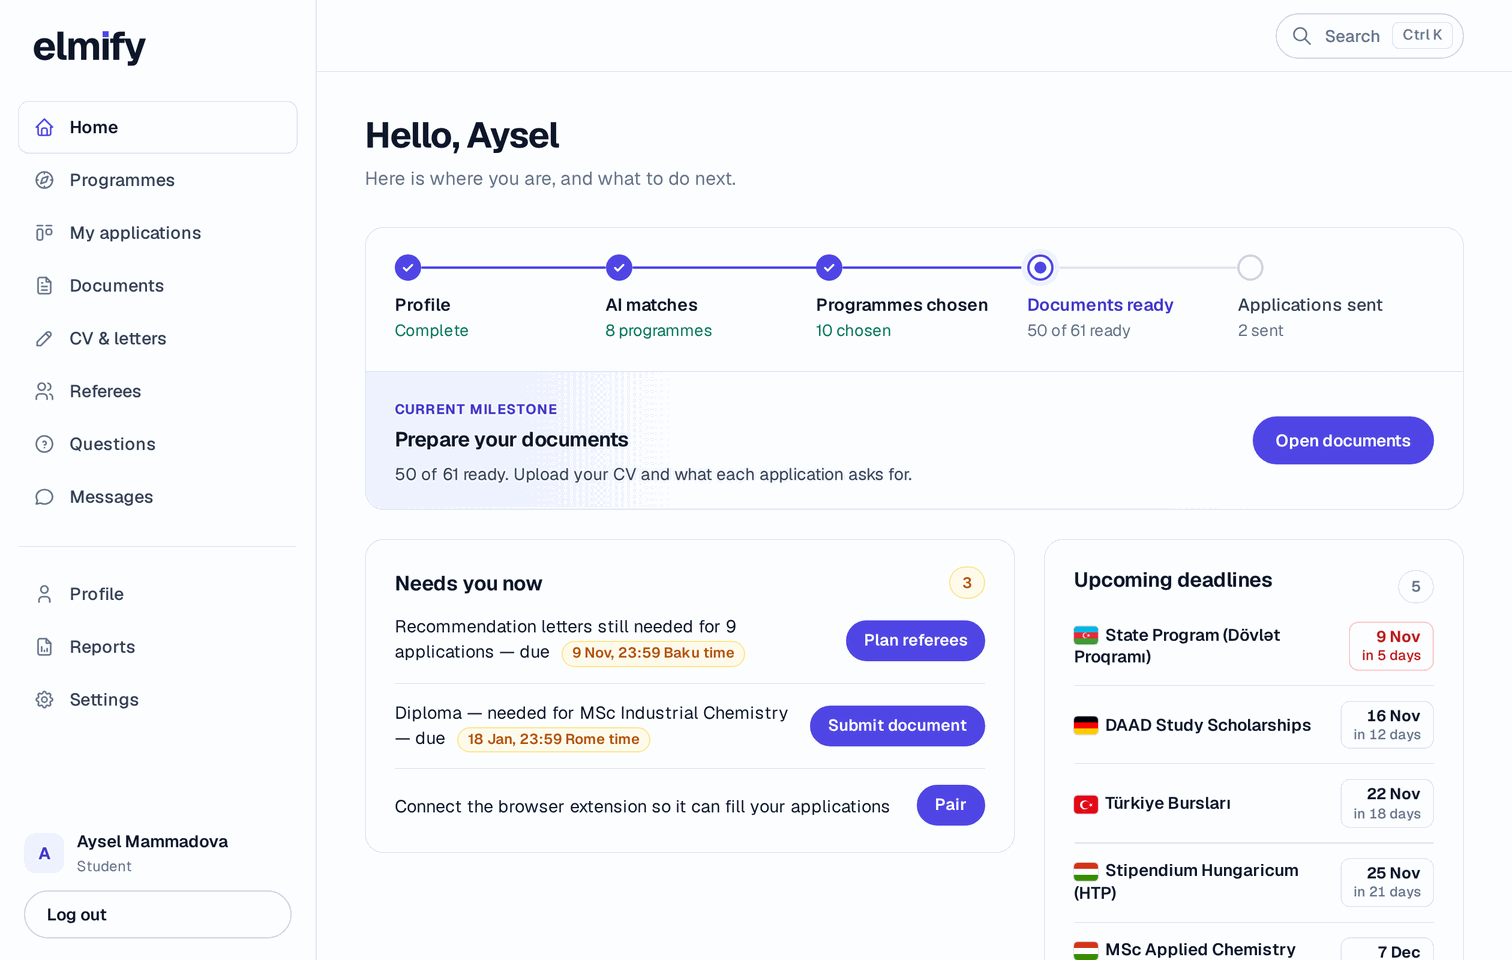 elmify
Home
Programmes
My applications
Documents
CV & letters
Referees
Questions
Messages
Profile
Reports
Settings
A
Aysel Mammadova
Student
Log out
Search Ctrl K
Hello, Aysel
Here is where you are, and what to do next.
Profile
Complete
AI matches
8 programmes
Programmes chosen
10 chosen
Documents ready
50 of 61 ready
Applications sent
2 sent
CURRENT MILESTONE
Prepare your documents
50 of 61 ready. Upload your CV and what each application asks for.
Open documents
Needs you now
3
Recommendation letters still needed for 9
applications — due 9 Nov, 23:59 Baku time
Plan referees
Diploma — needed for MSc Industrial Chemistry
— due 18 Jan, 23:59 Rome time
Submit document
Connect the browser extension so it can fill your applications
Pair
Upcoming deadlines
5
State Program (Dövlət
Proqramı)
9 Nov
in 5 days
DAAD Study Scholarships
16 Nov
in 12 days
Türkiye Bursları
22 Nov
in 18 days
Stipendium Hungaricum
(HTP)
25 Nov
in 21 days
MSc Applied Chemistry
7 Dec